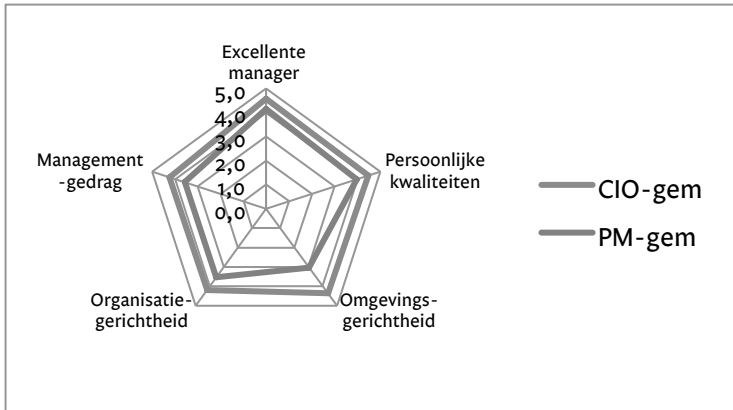 Excellente
manager
5,0
4,0
3,0
2,0
1,0
0,0
Persoonlijke
kwaliteiten
Omgevings-
gerichtheid
Organisatie-
gerichtheid
Management
-gedrag
CIO-gem
PM-gem